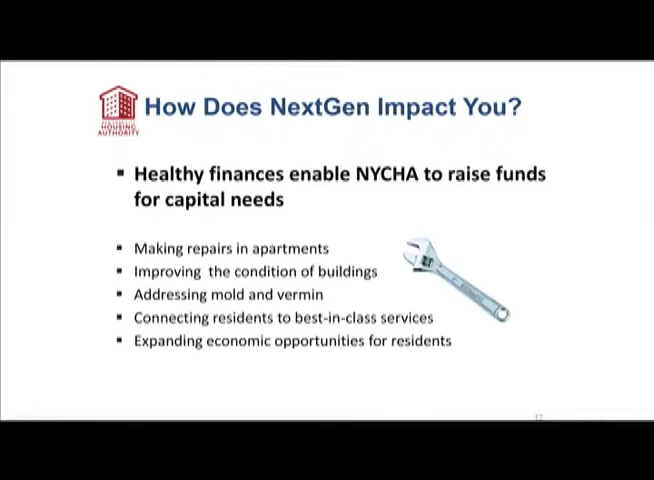 HOUSING
AUTHORITY
How Does NextGen Impact You?
▪ Healthy finances enable NYCHA to raise funds
for capital needs
▪ Making repairs in apartments
▪ Improving the condition of buildings
▪ Addressing mold and vermin
▪ Connecting residents to best-in-class services
▪ Expanding economic opportunities for residents
12